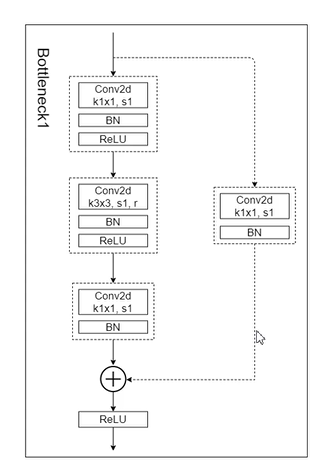 Bottleneck1
Conv2d
k1x1, s1
BN
ReLU
Conv2d
k3x3, s1, r
BN
ReLU
Conv2d
k1x1, s1
BN
Conv2d
k1x1, s1
BN
ReLU